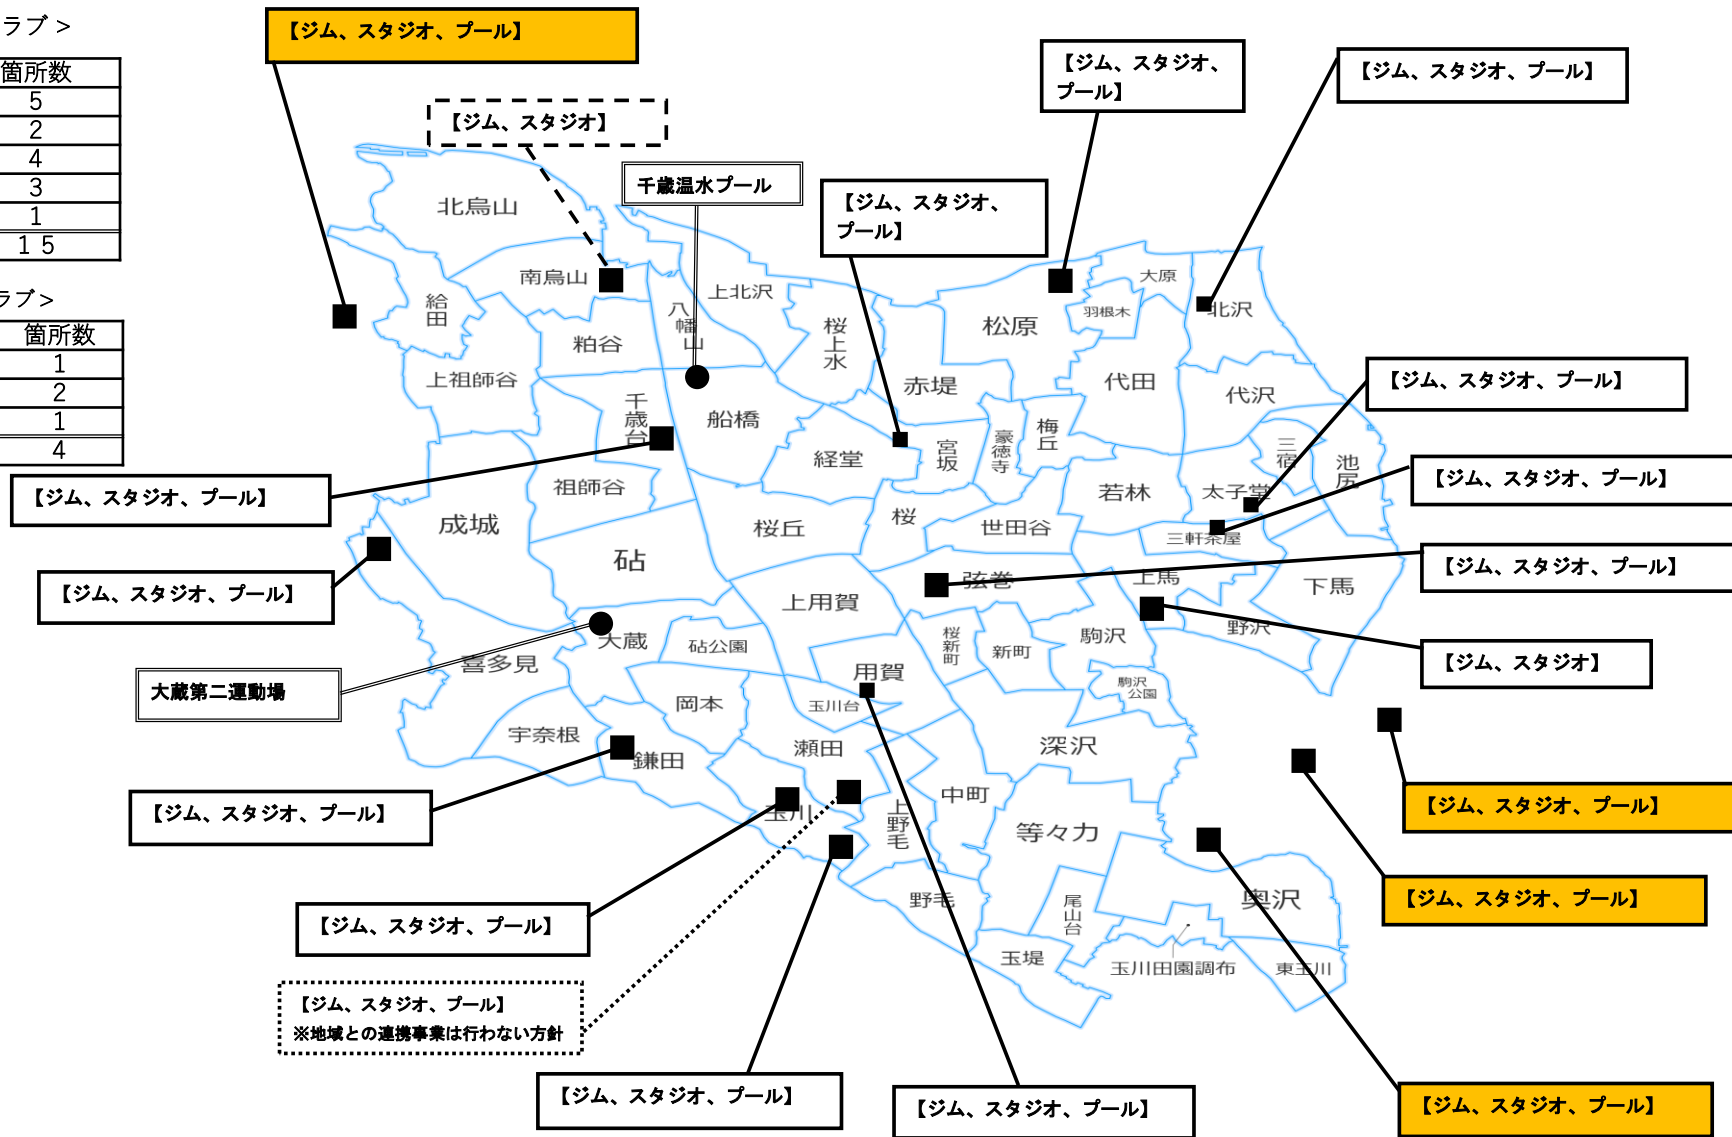 ラブ＞
箇所数
5
2
4
3
1
15
ラブ＞
箇所数
1
2
1
4
【ジム、スタジオ、プール】
【ジム、スタジオ】
千歳温水プール
【ジム、スタジオ、
プール】
【ジム、スタジオ、
プール】
【ジム、スタジオ、プール】
【ジム、スタジオ、プール】
【ジム、スタジオ、プール】
【ジム、スタジオ、プール】
【ジム、スタジオ】
【ジム、スタジオ、プール】
【ジム、スタジオ、プール】
大蔵第二運動場
【ジム、スタジオ、プール】
【ジム、スタジオ、プール】
【ジム、スタジオ、プール】
※地域との連携事業は行わない方針
【ジム、スタジオ、プール】
【ジム、スタジオ、プール】
【ジム、スタジオ、プール】
【ジム、スタジオ、プール】
【ジム、スタジオ、プール】
北烏山
南烏山
給田
上北沢
八幡山
粕谷
上祖師谷
桜上水
松原
大原
羽根木
北沢
赤堤
代田
代沢
千歳台
船橋
経堂
宮坂
豪徳寺
梅丘
三宿
池尻
祖師谷
成城
砧
桜丘
桜
世田谷
若林
太子堂
三軒茶屋
上用賀
弦巻
上馬
下馬
野沢
駒沢
大蔵
砧公園
桜新町
新町
喜多見
用賀
駒沢
公園
岡本
玉川台
宇奈根
鎌田
瀬田
深沢
玉川
上野毛
中町
等々力
野毛
尾山台
奥沢
玉堤
玉川田園調布
東玉川